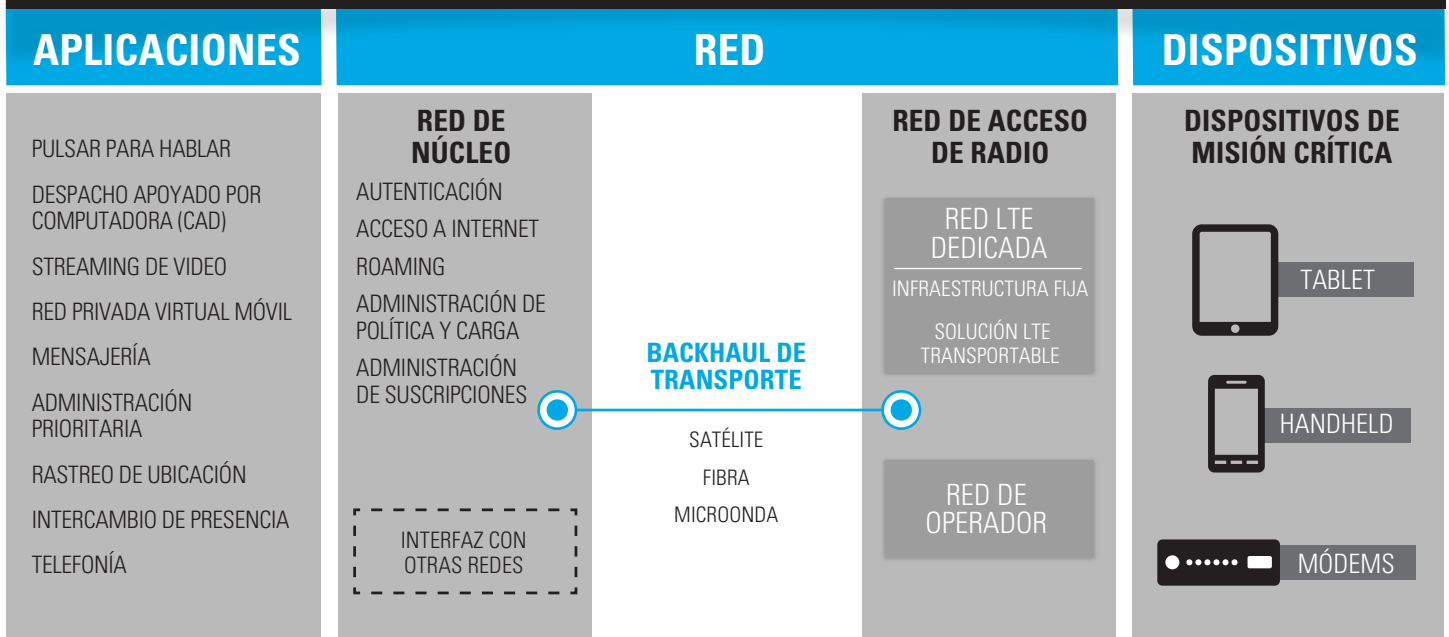 APLICACIONES
PULSAR PARA HABLAR
DESPACHO APOYADO POR
COMPUTADORA (CAD)
STREAMING DE VIDEO
RED PRIVADA VIRTUAL MÓVIL
MENSAJERÍA
ADMINISTRACIÓN
PRIORITARIA
RASTREO DE UBICACIÓN
INTERCAMBIO DE PRESENCIA
TELEFONÍA
RED
RED DE
NÚCLEO
AUTENTICACIÓN
ACCESO A INTERNET
ROAMING
ADMINISTRACIÓN DE
POLÍTICA Y CARGA
ADMINISTRACIÓN
DE SUSCRIPCIONES
INTERFAZ CON
OTRAS REDES
BACKHAUL DE
TRANSPORTE
SATÉLITE
FIBRA
MICROONDA
RED DE ACCESO
DE RADIO
RED LTE
DEDICADA
INFRAESTRUCTURA FIJA
SOLUCIÓN LTE
TRANSPORTABLE
RED DE
OPERADOR
DISPOSITIVOS
DISPOSITIVOS DE
MISIÓN CRÍTICA
TABLET
HANDHELD
MÓDEMS